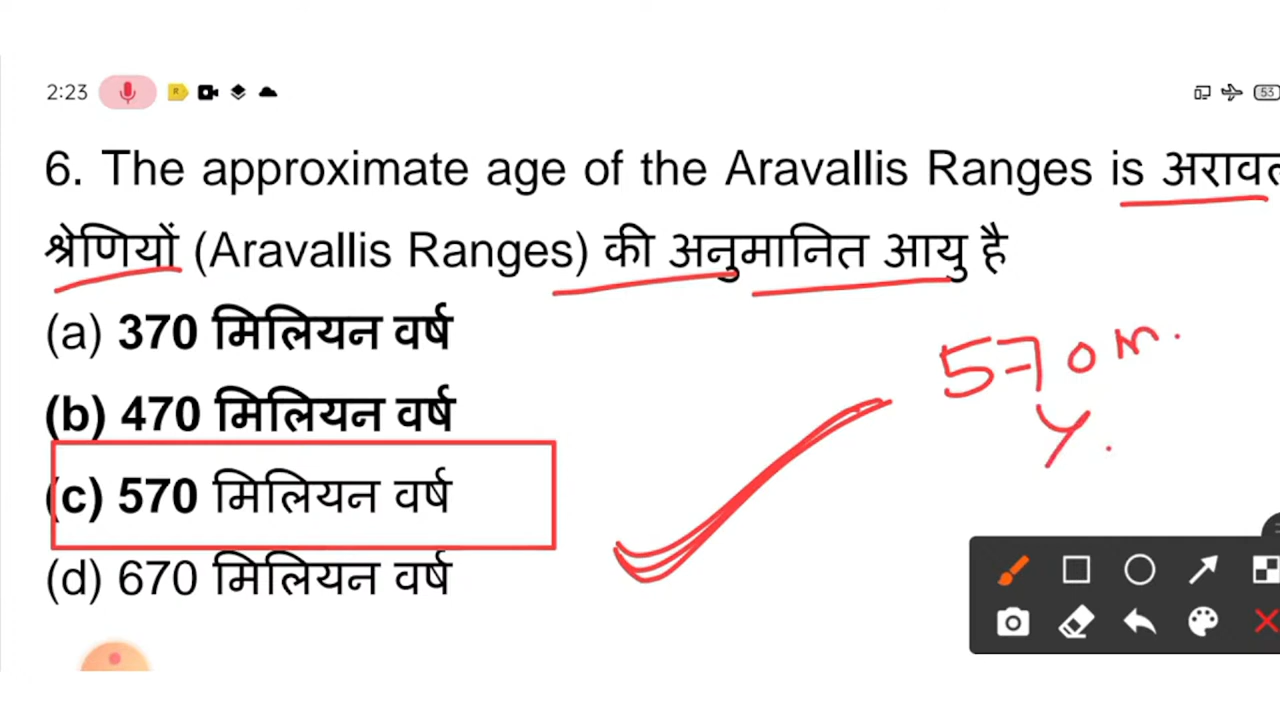 2:23 R 53
6. The approximate age of the Aravallis Ranges is अरावल
श्रेणियों (Aravallis Ranges) की अनुमानित आयु है
(a) 370 मिलियन वर्ष
(b) 470 मिलियन वर्ष
(c) 570 मिलियन वर्ष
(d) 670 मिलियन वर्ष
570 m.
y.